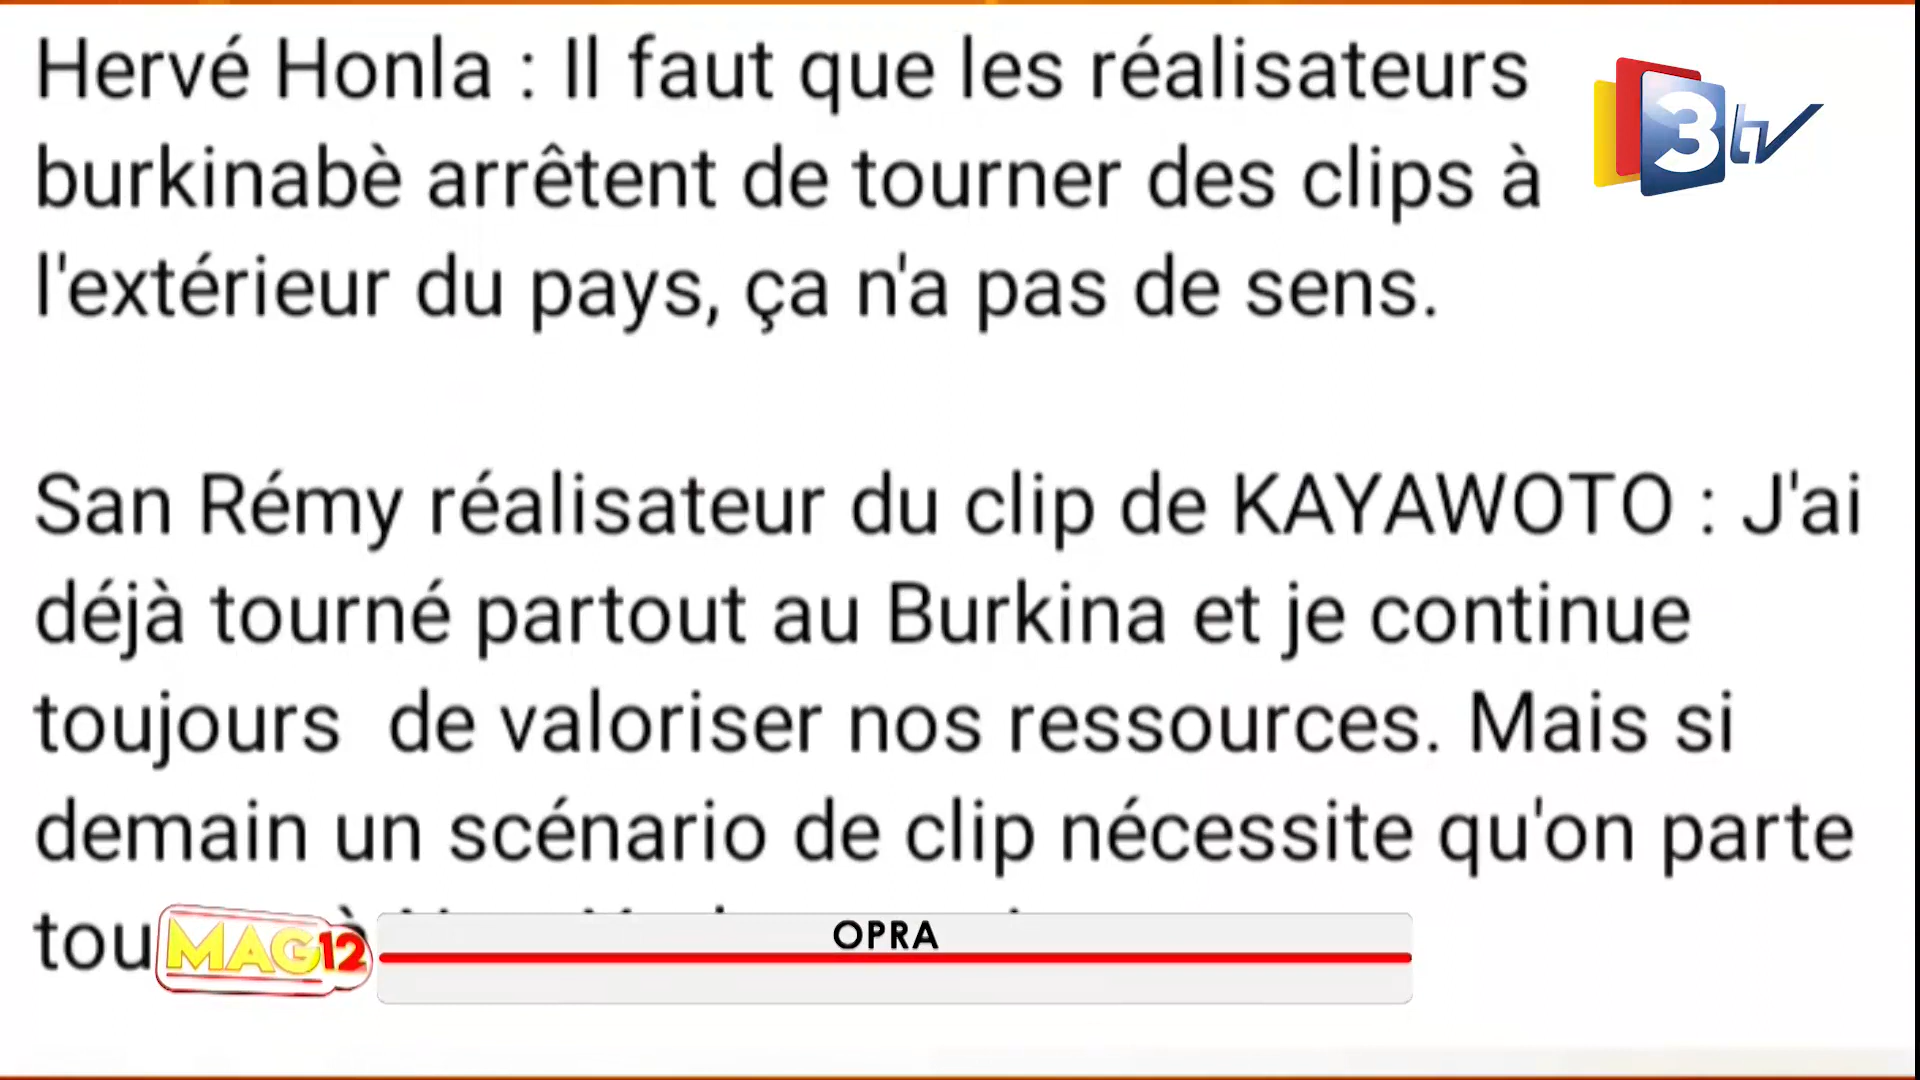 Hervé Honla : Il faut que les réalisateurs
burkinabè arrêtent de tourner des clips à
l'extérieur du pays, ça n'a pas de sens.
3tv
San Rémy réalisateur du clip de KAYAWOTO : J'ai
déjà tourné partout au Burkina et je continue
toujours  de valoriser nos ressources. Mais si
demain un scénario de clip nécessite qu'on parte
MAG12
OPRA